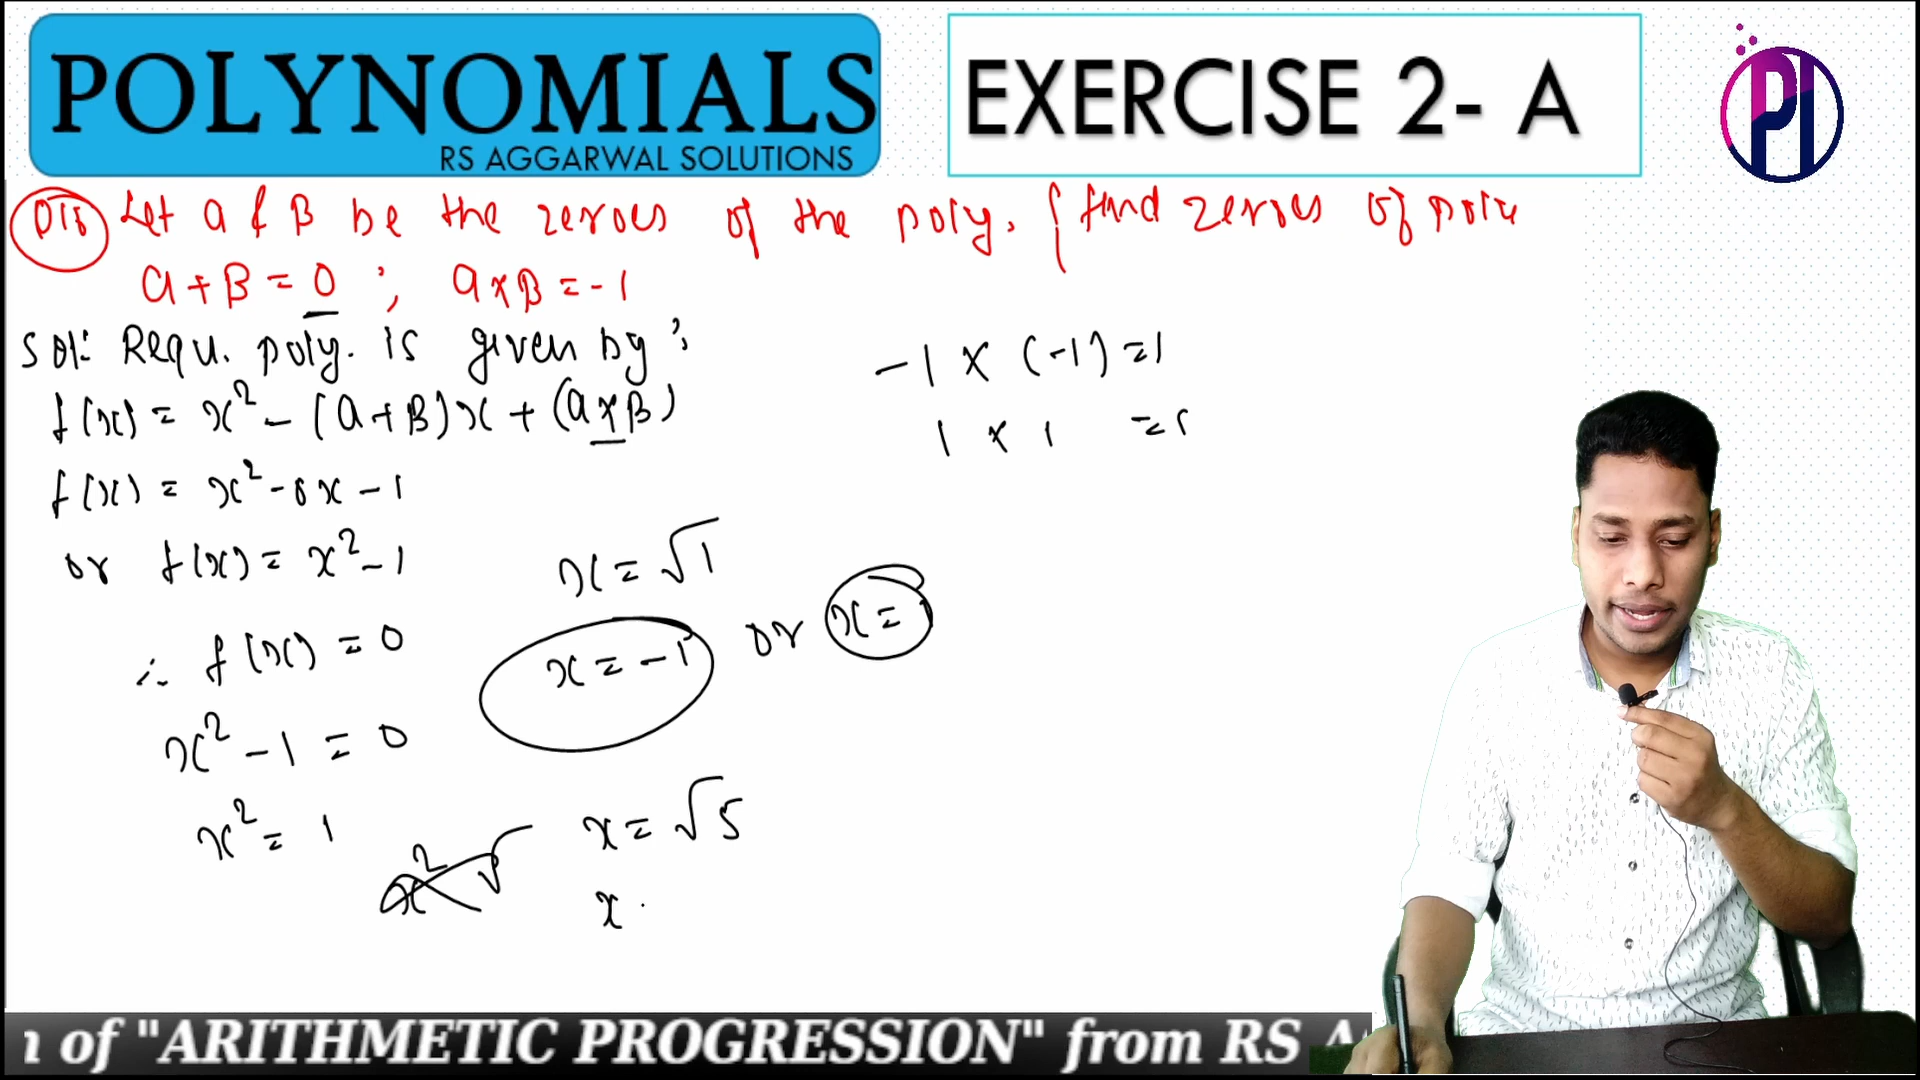 POLYNOMIALS
RS AGGARWAL SOLUTIONS
EXERCISE 2- A
PI
Let α & β be the zeroes of the poly. { find zeroes of poly
α + β = 0 ; α × β = -1
Sol: Requ. poly. is given by :
f(x) = x² - (α + β)x + (α × β)
f(x) = x² - 0x - 1
or f(x) = x² - 1
∴ f(x) = 0
x² - 1 = 0
x² = 1
x² √
x = √1
x = -1 or x = 1
x = √5
x
-1 × (-1) = 1
1 × 1 = 1
n of "ARITHMETIC PROGRESSION" from RS A